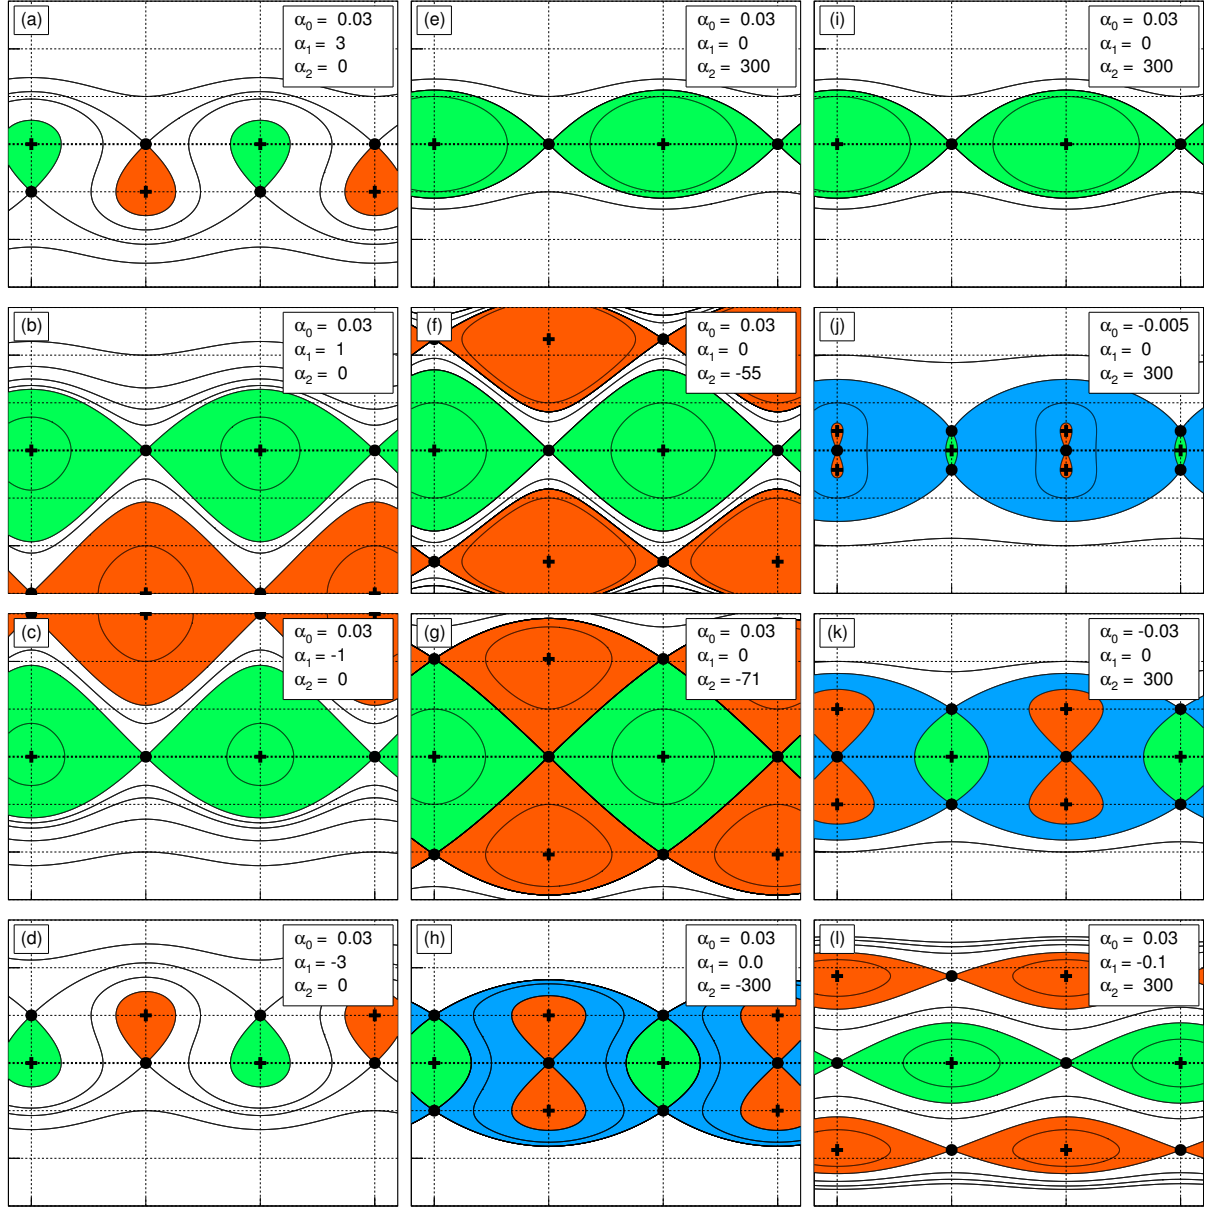 (a)
α0 = 0.03
α1 = 3
α2 = 0
(e)
α0 = 0.03
α1 = 0
α2 = 300
(i)
α0 = 0.03
α1 = 0
α2 = 300
(b)
α0 = 0.03
α1 = 1
α2 = 0
(f)
α0 = 0.03
α1 = 0
α2 = -55
(j)
α0 = -0.005
α1 = 0
α2 = 300
(c)
α0 = 0.03
α1 = -1
α2 = 0
(g)
α0 = 0.03
α1 = 0
α2 = -71
(k)
α0 = -0.03
α1 = 0
α2 = 300
(d)
α0 = 0.03
α1 = -3
α2 = 0
(h)
α0 = 0.03
α1 = 0.0
α2 = -300
(l)
α0 = 0.03
α1 = -0.1
α2 = 300